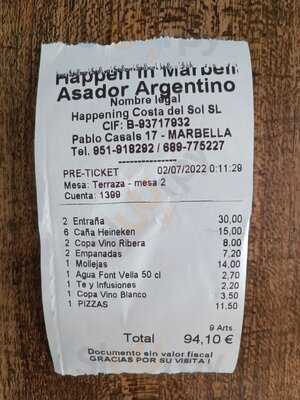 Happen in Marbell
Asador Argentino
Nombre legal
Happening Costa del Sol SL
CIF: B-93717932
Pablo Casals 17 - MARBELLA
Tel. 951-918292 / 689-775227
PRE-TICKET 02/07/2022 0:11:29
Mesa: Terraza - mesa 2
Cuenta: 1399
2 Entraña 30,00
6 Caña Heineken 15,00
2 Copa Vino Ribera 8,00
2 Empanadas 7,20
1 Mollejas 14,00
1 Agua Font Vella 50 cl 2,70
1 Te y Infusiones 2,20
1 Copa Vino Blanco 3,50
1 PIZZAS 11,50
9 Arts.
Total 94,10 €
Documento sin valor fiscal
GRACIAS POR SU VISITA !